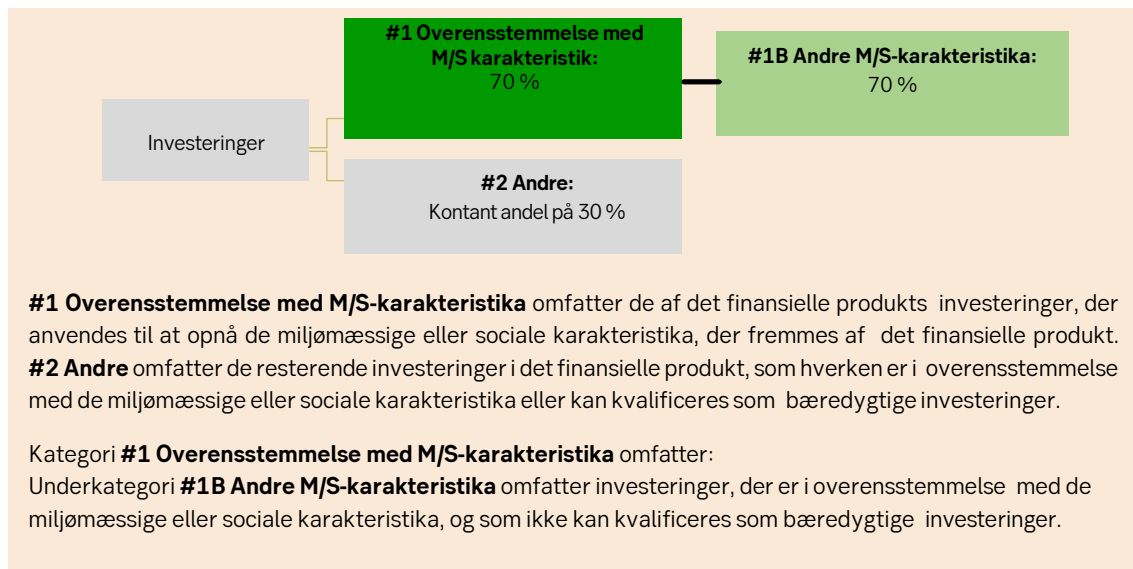 #1 Overensstemmelse med
M/S karakteristik:
70 %
#1B Andre M/S-karakteristika:
70 %
Investeringer
#2 Andre:
Kontant andel på 30 %
#1 Overensstemmelse med M/S-karakteristika omfatter de af det finansielle produkts investeringer, der
anvendes til at opnå de miljømæssige eller sociale karakteristika, der fremmes af det finansielle produkt.
#2 Andre omfatter de resterende investeringer i det finansielle produkt, som hverken er i overensstemmelse
med de miljømæssige eller sociale karakteristika eller kan kvalificeres som bæredygtige investeringer.
Kategori #1 Overensstemmelse med M/S-karakteristika omfatter:
Underkategori #1B Andre M/S-karakteristika omfatter investeringer, der er i overensstemmelse med de
miljømæssige eller sociale karakteristika, og som ikke kan kvalificeres som bæredygtige investeringer.